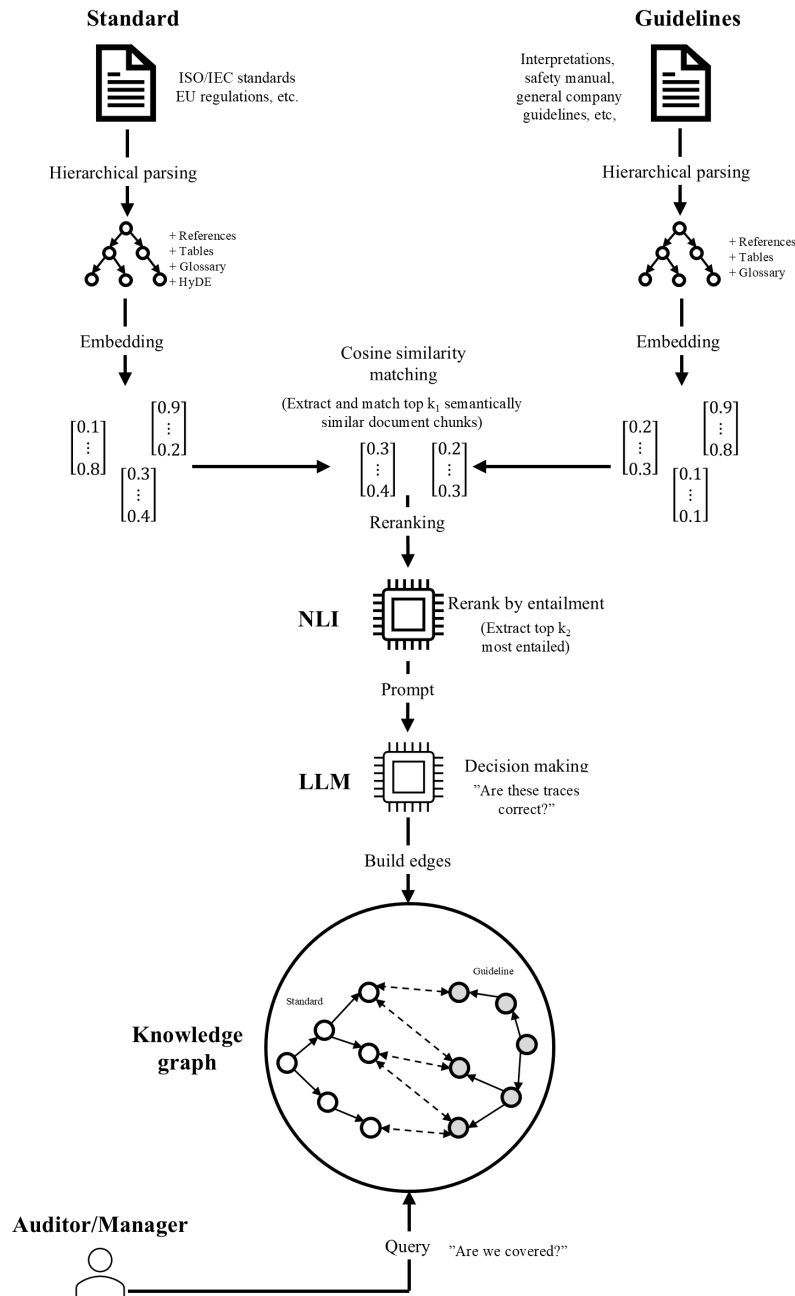 Standard
Guidelines
ISO/IEC standards
EU regulations, etc.
Interpretations,
safety manual,
general company
guidelines, etc,
Hierarchical parsing
Hierarchical parsing
+ References
+ Tables
+ Glossary
+ HyDE
+ References
+ Tables
+ Glossary
Embedding
Embedding
Cosine similarity
matching
(Extract and match top k₁ semantically
similar document chunks)
[0.1 ⋮ 0.8]
[0.9 ⋮ 0.2]
[0.3 ⋮ 0.4]
[0.3 ⋮ 0.4]
[0.2 ⋮ 0.3]
[0.2 ⋮ 0.3]
[0.9 ⋮ 0.8]
[0.1 ⋮ 0.1]
Reranking
NLI
Rerank by entailment
(Extract top k₂
most entailed)
Prompt
LLM
Decision making
”Are these traces
correct?”
Build edges
Knowledge
graph
Standard
Guideline
Auditor/Manager
Query
”Are we covered?”